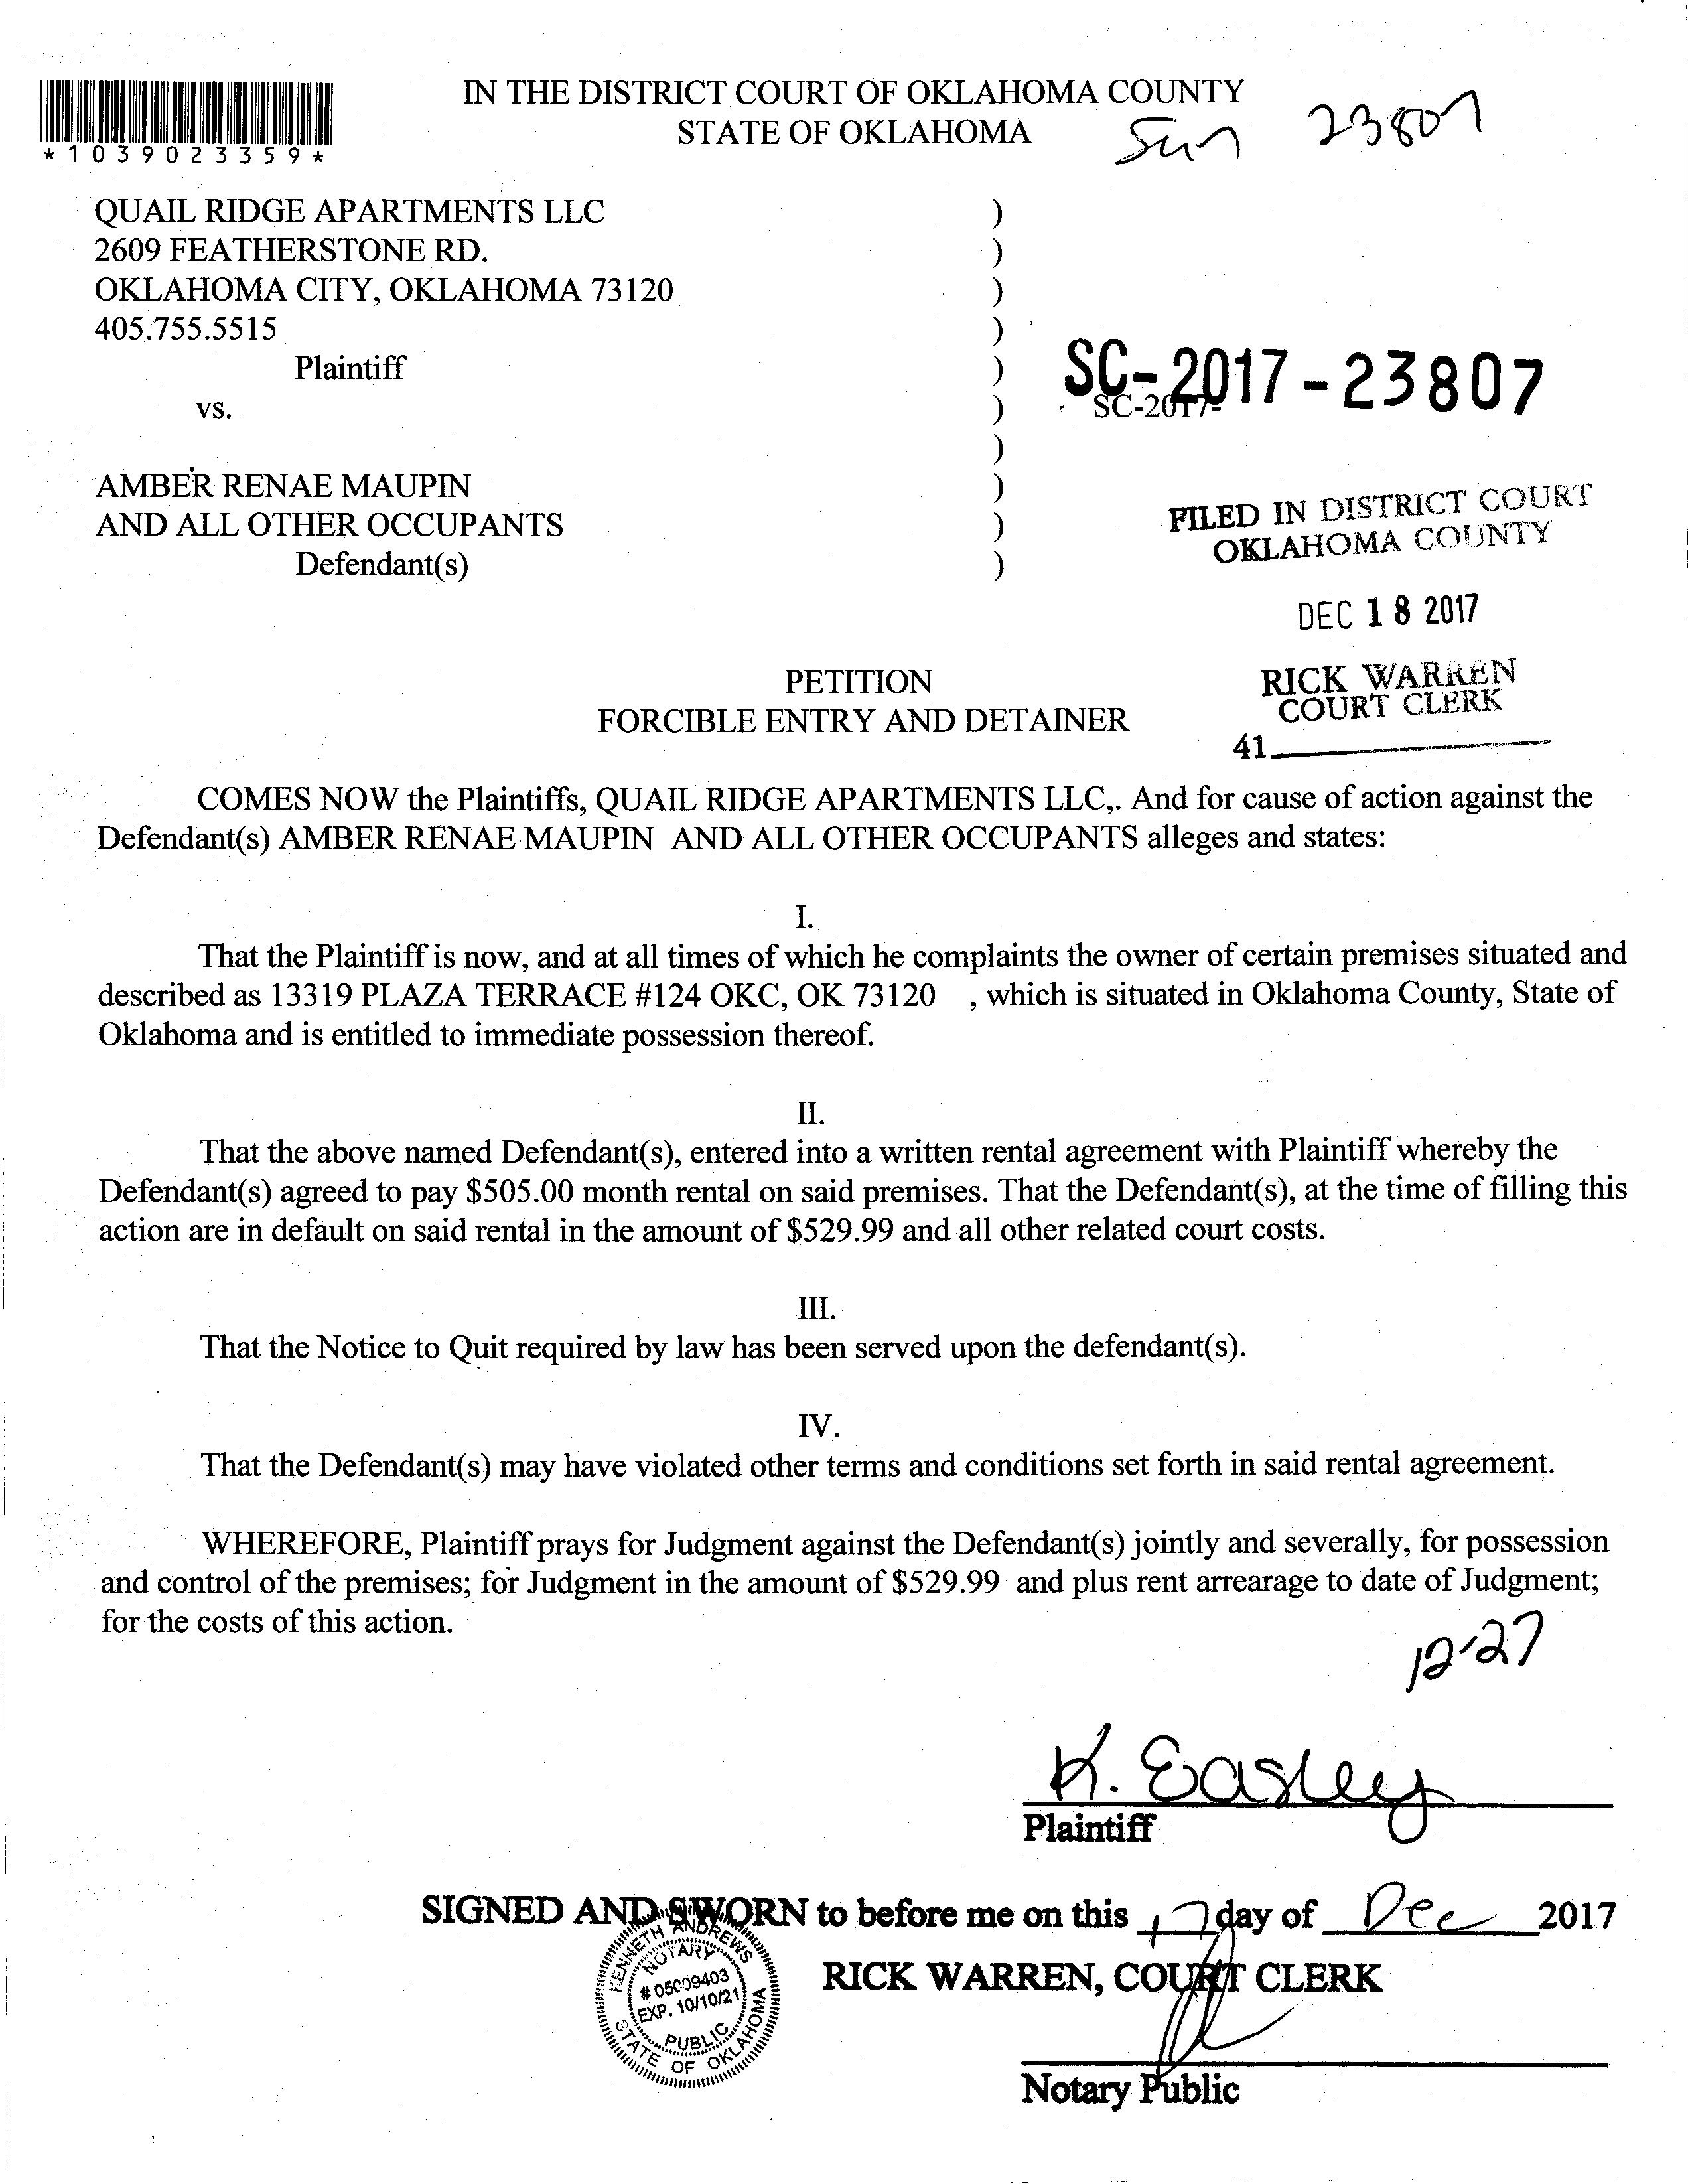 IN THE DISTRICT COURT OF OKLAHOMA COUNTY
STATE OF OKLAHOMA
23807
*1039023359*
QUAIL RIDGE APARTMENTS LLC )
2609 FEATHERSTONE RD. )
OKLAHOMA CITY, OKLAHOMA 73120 )
405.755.5515 )
Plaintiff )
SC-2017-23807
vs. ) SC-2017-
)
AMBER RENAE MAUPIN )
AND ALL OTHER OCCUPANTS )
Defendant(s) )
FILED IN DISTRICT COURT
OKLAHOMA COUNTY
DEC 18 2017
RICK WARREN
COURT CLERK
41
PETITION
FORCIBLE ENTRY AND DETAINER
COMES NOW the Plaintiffs, QUAIL RIDGE APARTMENTS LLC,. And for cause of action against the
Defendant(s) AMBER RENAE MAUPIN AND ALL OTHER OCCUPANTS alleges and states:
I.
That the Plaintiff is now, and at all times of which he complaints the owner of certain premises situated and
described as 13319 PLAZA TERRACE #124 OKC, OK 73120 , which is situated in Oklahoma County, State of
Oklahoma and is entitled to immediate possession thereof.
II.
That the above named Defendant(s), entered into a written rental agreement with Plaintiff whereby the
Defendant(s) agreed to pay $505.00 month rental on said premises. That the Defendant(s), at the time of filling this
action are in default on said rental in the amount of $529.99 and all other related court costs.
III.
That the Notice to Quit required by law has been served upon the defendant(s).
IV.
That the Defendant(s) may have violated other terms and conditions set forth in said rental agreement.
WHEREFORE, Plaintiff prays for Judgment against the Defendant(s) jointly and severally, for possession
and control of the premises; for Judgment in the amount of $529.99 and plus rent arrearage to date of Judgment;
for the costs of this action.
12-27
K. Easley
Plaintiff
SIGNED AND SWORN to before me on this 17 day of Dec 2017
RICK WARREN, COURT CLERK
KENNETH ANDREWS
NOTARY
# 05009403
EXP. 10/10/21
PUBLIC
STATE OF OKLAHOMA
Notary Public